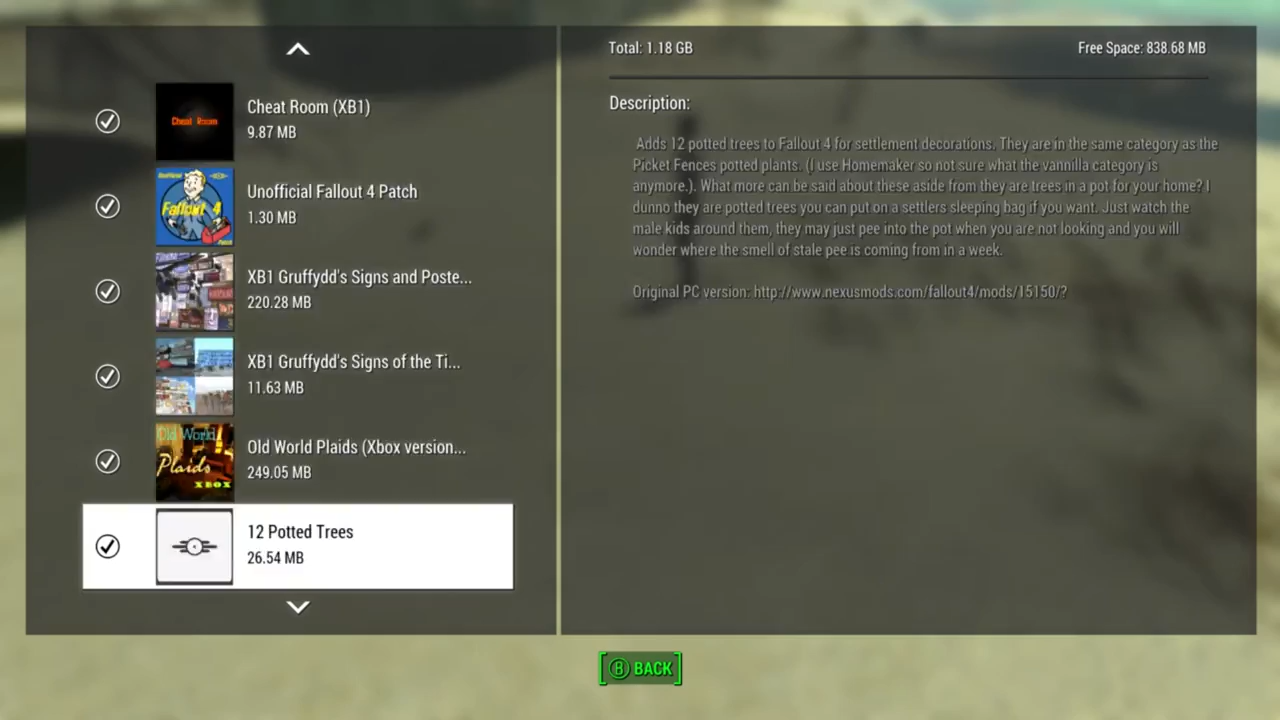 Cheat Room
Cheat Room (XB1)
9.87 MB
Fallout 4
Unofficial Fallout 4 Patch
1.30 MB
XB1 Gruffydd's Signs and Poste...
220.28 MB
XB1 Gruffydd's Signs of the Ti...
11.63 MB
Old World
Plaids
XBOX
Old World Plaids (Xbox version...
249.05 MB
12 Potted Trees
26.54 MB
Total: 1.18 GB
Free Space: 838.68 MB
Description:
Adds 12 potted trees to Fallout 4 for settlement decorations. They are in the same category as the
Picket Fences potted plants. (I use Homemaker so not sure what the vannilla category is
anymore.). What more can be said about these aside from they are trees in a pot for your home? I
dunno they are potted trees you can put on a settlers sleeping bag if you want. Just watch the
male kids around them, they may just pee into the pot when you are not looking and you will
wonder where the smell of stale pee is coming from in a week.
Original PC version: http://www.nexusmods.com/fallout4/mods/15150/?
B BACK